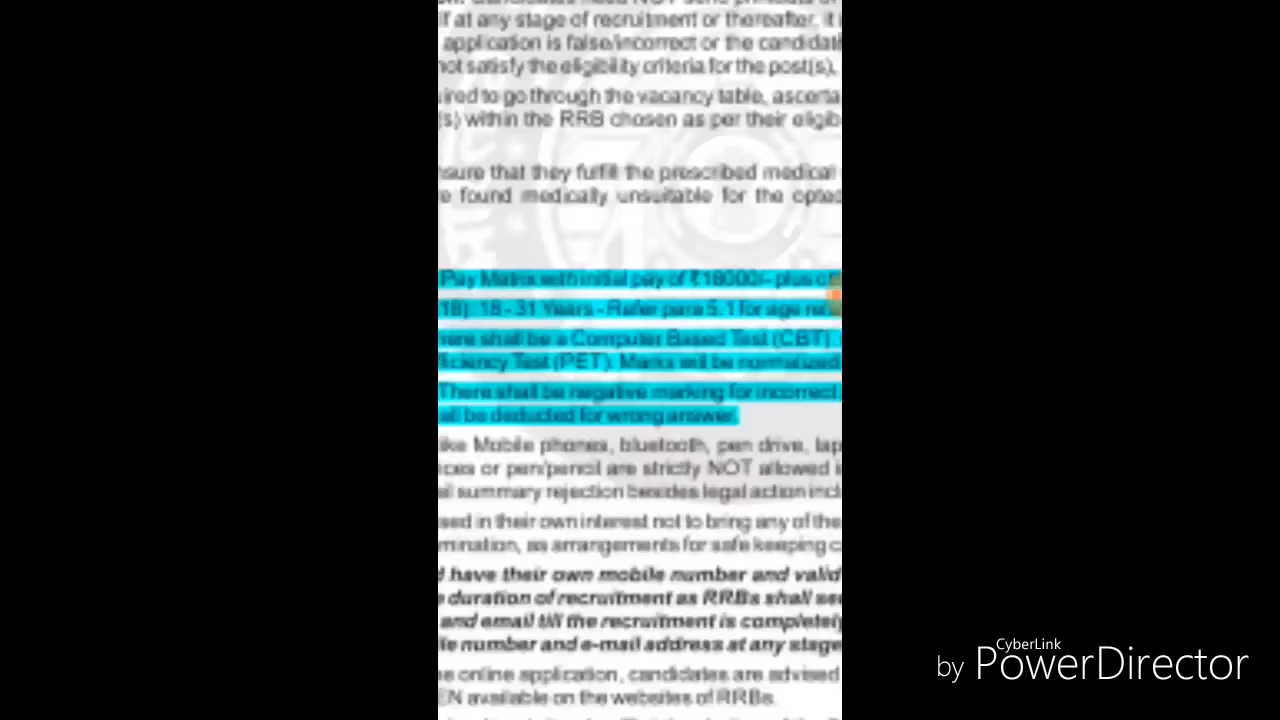 if at any stage of recruitment or thereafter, it i
application is false/incorrect or the candidat
not satisfy the eligibility criteria for the post(s),
ired to go through the vacancy table, ascerta
(s) within the RRB chosen as per their eligib
nsure that they fulfill the prescribed medical
e found medically unsuitable for the opted
Pay Matrix with initial pay of ₹18000/- plus o
18): 18 - 31 Years - Refer para 5.1 for age re
here shall be a Computer Based Test (CBT).
ficiency Test (PET). Marks will be normalized
There shall be negative marking for incorrect
all be deducted for wrong answer.
ike Mobile phones, bluetooth, pen drive, lap
ices or pen/pencil are strictly NOT allowed i
al summary rejection besides legal action incl
sed in their own interest not to bring any of the
mination, as arrangements for safe keeping c
d have their own mobile number and valid
e duration of recruitment as RRBs shall se
and email till the recruitment is completel
ile number and e-mail address at any stage
he online application, candidates are advised
EN available on the websites of RRBs.
by CyberLink
PowerDirector